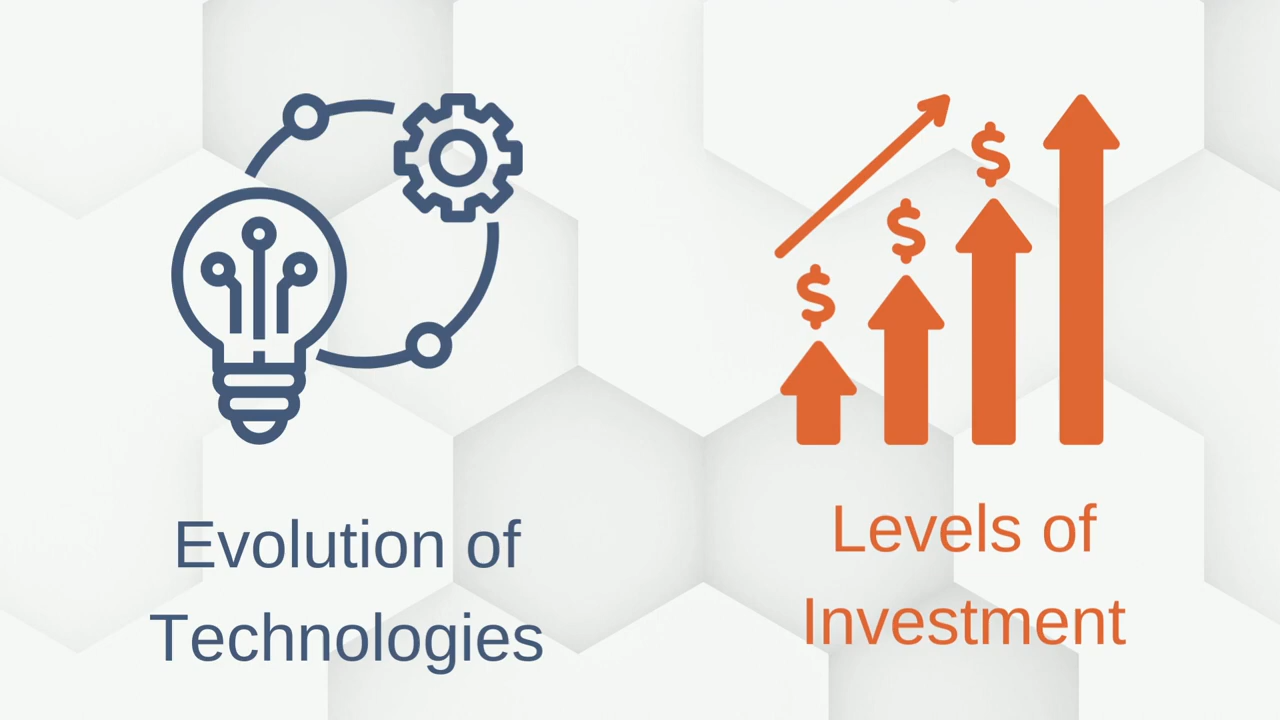 $
$
$
Evolution of
Technologies
Levels of
Investment